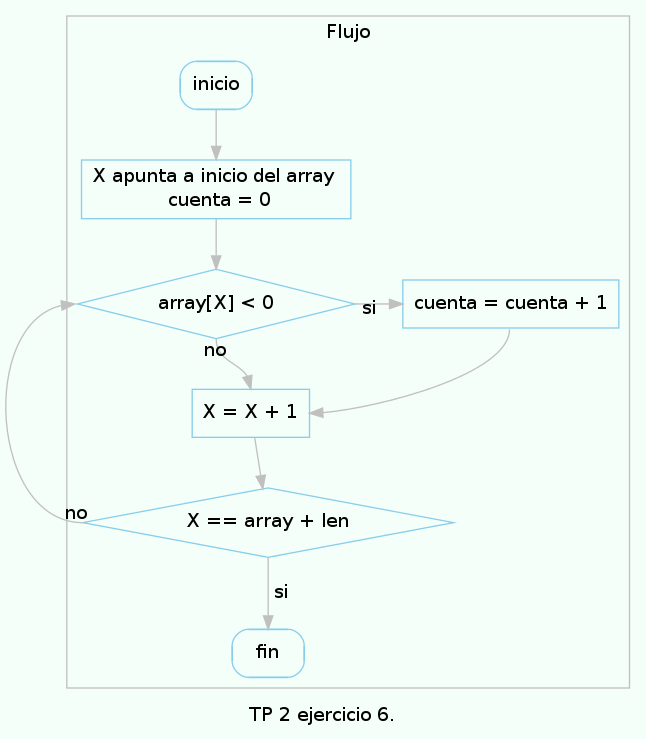 Flujo
inicio
X apunta a inicio del array
cuenta = 0
array[X] < 0
si
cuenta = cuenta + 1
no
X = X + 1
no
X == array + len
si
fin
TP 2 ejercicio 6.